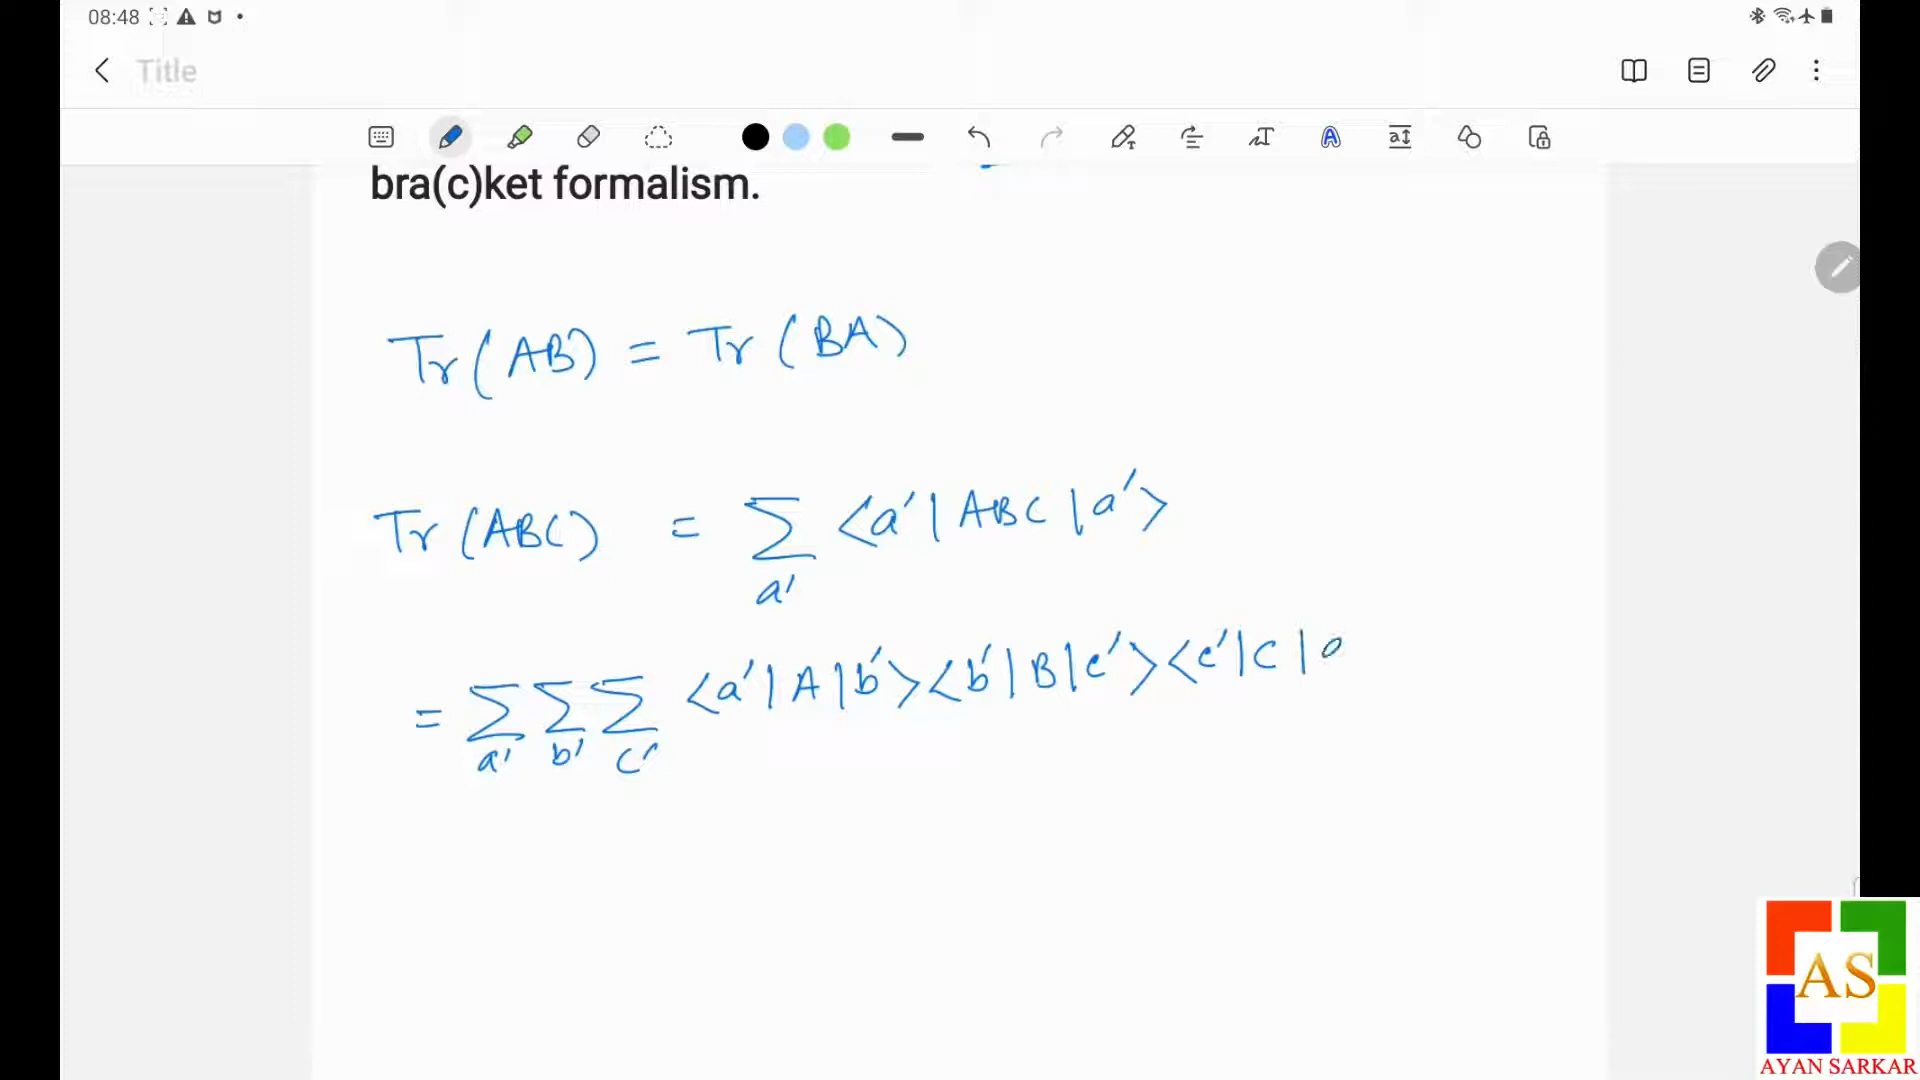 08:48
Title
bra(c)ket formalism.
Tr(AB) = Tr(BA)
Tr(ABC) = ∑ <a'|ABC|a'>
a'
= ∑∑∑ <a'|A|b'><b'|B|c'><c'|C|
a' b' c'
AS
AYAN SARKAR